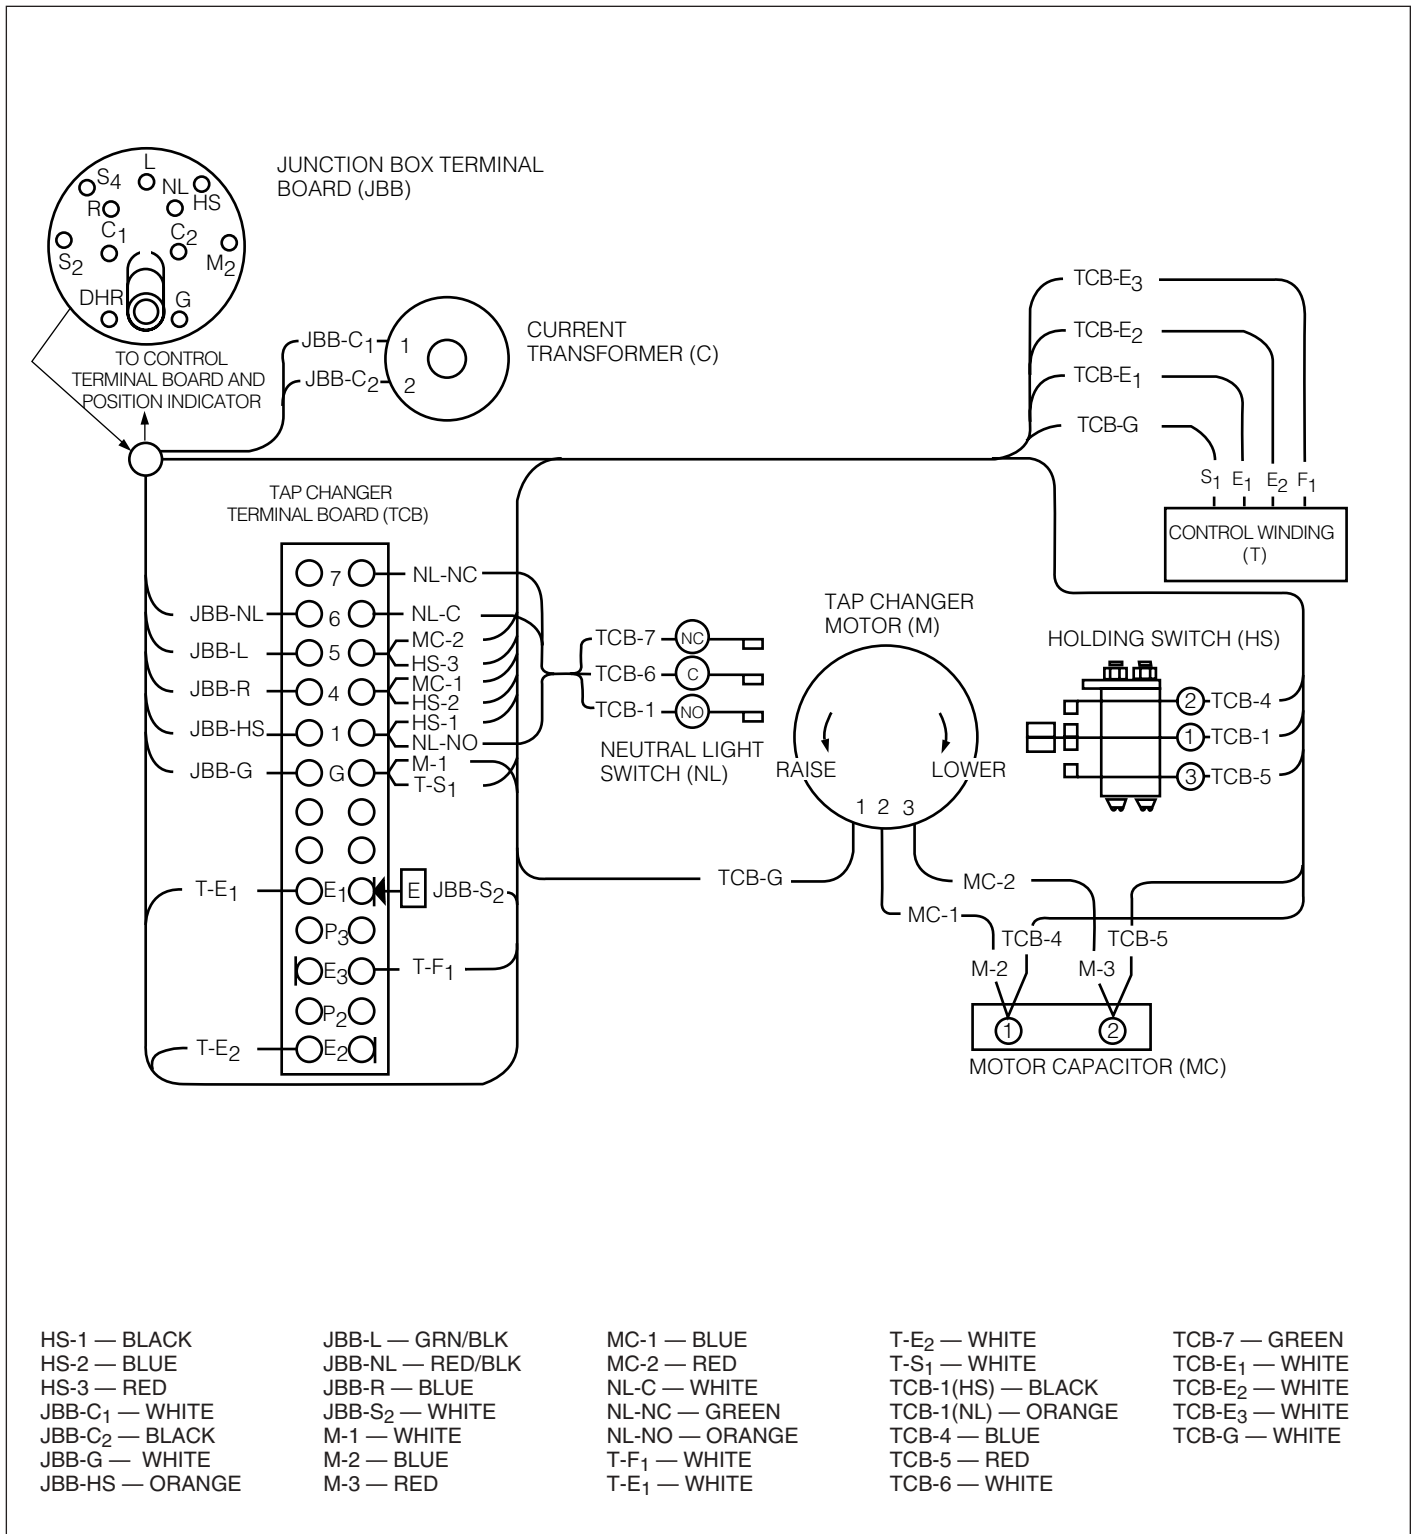 JUNCTION BOX TERMINAL
BOARD (JBB)
L
S4
NL
HS
R
C1
C2
S2
M2
DHR
G
TO CONTROL
TERMINAL BOARD AND
POSITION INDICATOR
JBB-C1
1
JBB-C2
2
CURRENT
TRANSFORMER (C)
TCB-E3
TCB-E2
TCB-E1
TCB-G
S1 E1 E2 F1
CONTROL WINDING
(T)
TAP CHANGER
TERMINAL BOARD (TCB)
7 NL-NC
JBB-NL 6 NL-C
JBB-L 5 MC-2
HS-3
JBB-R 4 MC-1
HS-2
JBB-HS 1 HS-1
NL-NO
JBB-G G M-1
T-S1
T-E1 E1 E JBB-S2
P3
E3 T-F1
P2
T-E2 E2
TCB-7 NC
TCB-6 C
TCB-1 NO
NEUTRAL LIGHT
SWITCH (NL)
TAP CHANGER
MOTOR (M)
RAISE LOWER
1 2 3
HOLDING SWITCH (HS)
2 TCB-4
1 TCB-1
3 TCB-5
TCB-G
MC-2
MC-1
TCB-4 TCB-5
M-2 M-3
1 2
MOTOR CAPACITOR (MC)
HS-1 — BLACK
HS-2 — BLUE
HS-3 — RED
JBB-C1 — WHITE
JBB-C2 — BLACK
JBB-G — WHITE
JBB-HS — ORANGE
JBB-L — GRN/BLK
JBB-NL — RED/BLK
JBB-R — BLUE
JBB-S2 — WHITE
M-1 — WHITE
M-2 — BLUE
M-3 — RED
MC-1 — BLUE
MC-2 — RED
NL-C — WHITE
NL-NC — GREEN
NL-NO — ORANGE
T-F1 — WHITE
T-E1 — WHITE
T-E2 — WHITE
T-S1 — WHITE
TCB-1(HS) — BLACK
TCB-1(NL) — ORANGE
TCB-4 — BLUE
TCB-5 — RED
TCB-6 — WHITE
TCB-7 — GREEN
TCB-E1 — WHITE
TCB-E2 — WHITE
TCB-E3 — WHITE
TCB-G — WHITE